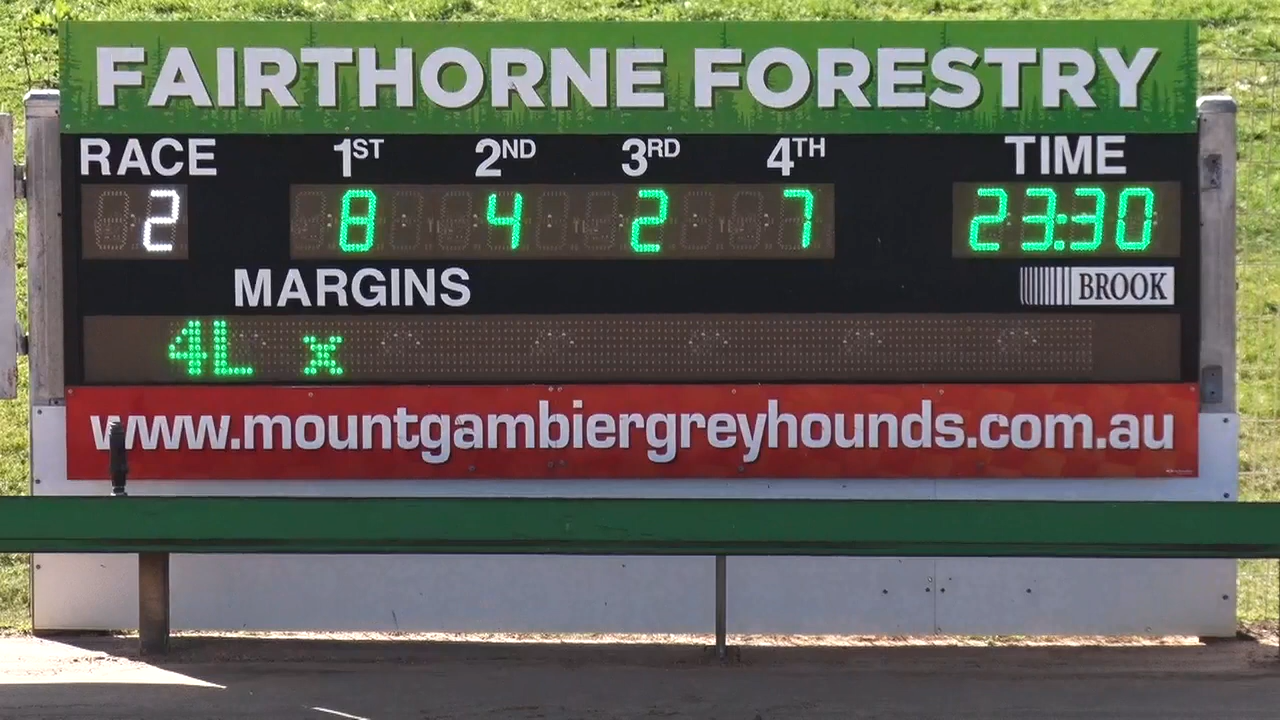 FAIRTHORNE FORESTRY
RACE 1ST 2ND 3RD 4TH TIME
2 8 4 2 7 23:30
MARGINS BROOK
4L x
www.mountgambiergreyhounds.com.au